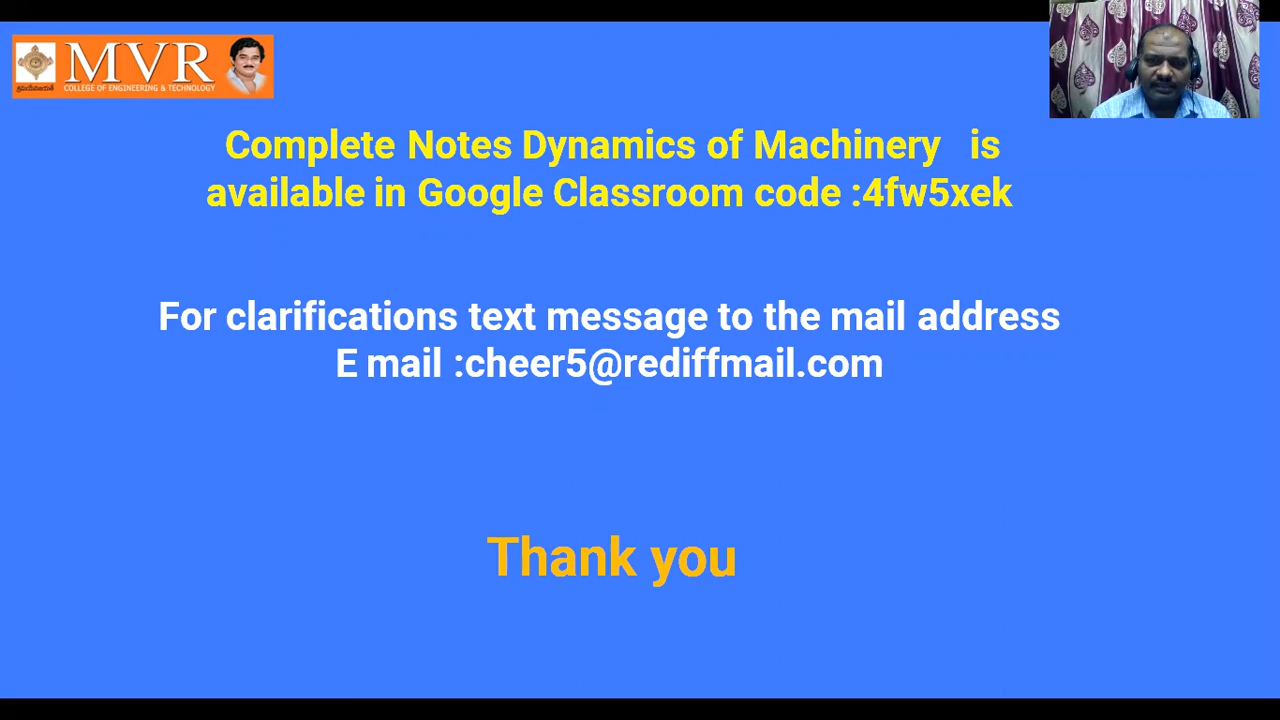 MVR
COLLEGE OF ENGINEERING & TECHNOLOGY
Complete Notes Dynamics of Machinery is
available in Google Classroom code :4fw5xek
For clarifications text message to the mail address
E mail :cheer5@rediffmail.com
Thank you